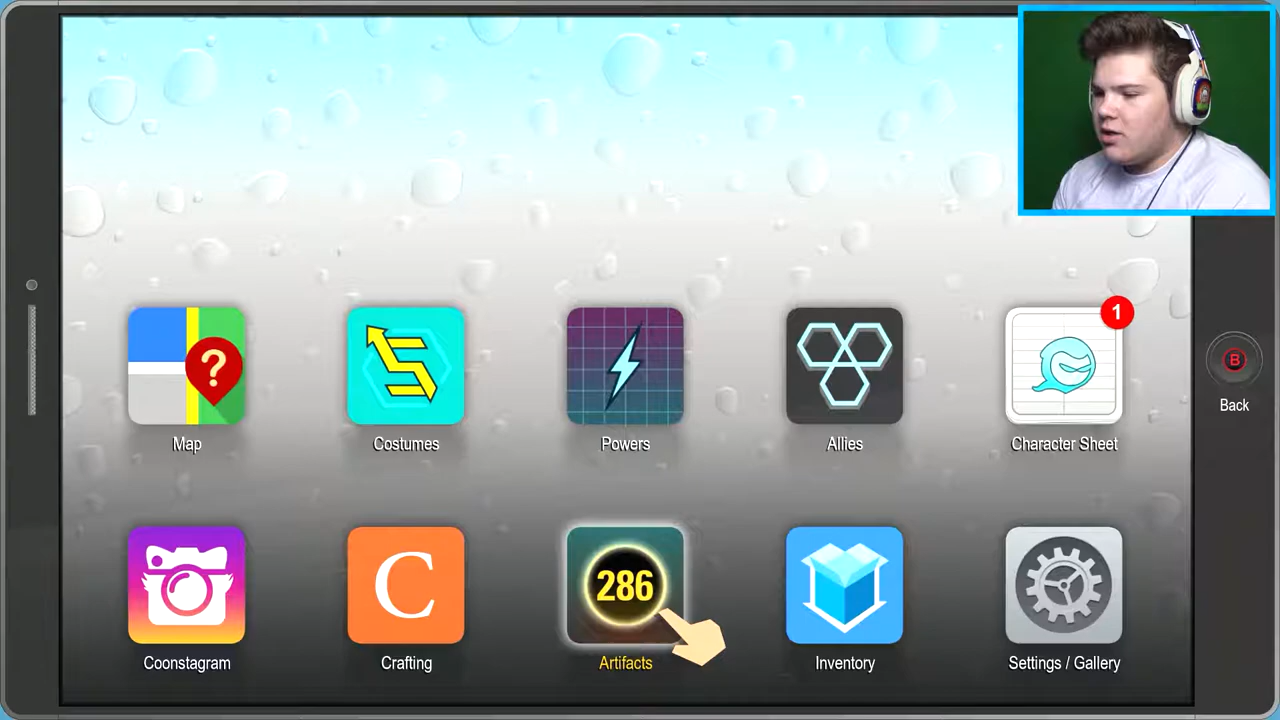 1
?
B
Back
Map
Costumes
Powers
Allies
Character Sheet
C
286
Coonstagram
Crafting
Artifacts
Inventory
Settings / Gallery